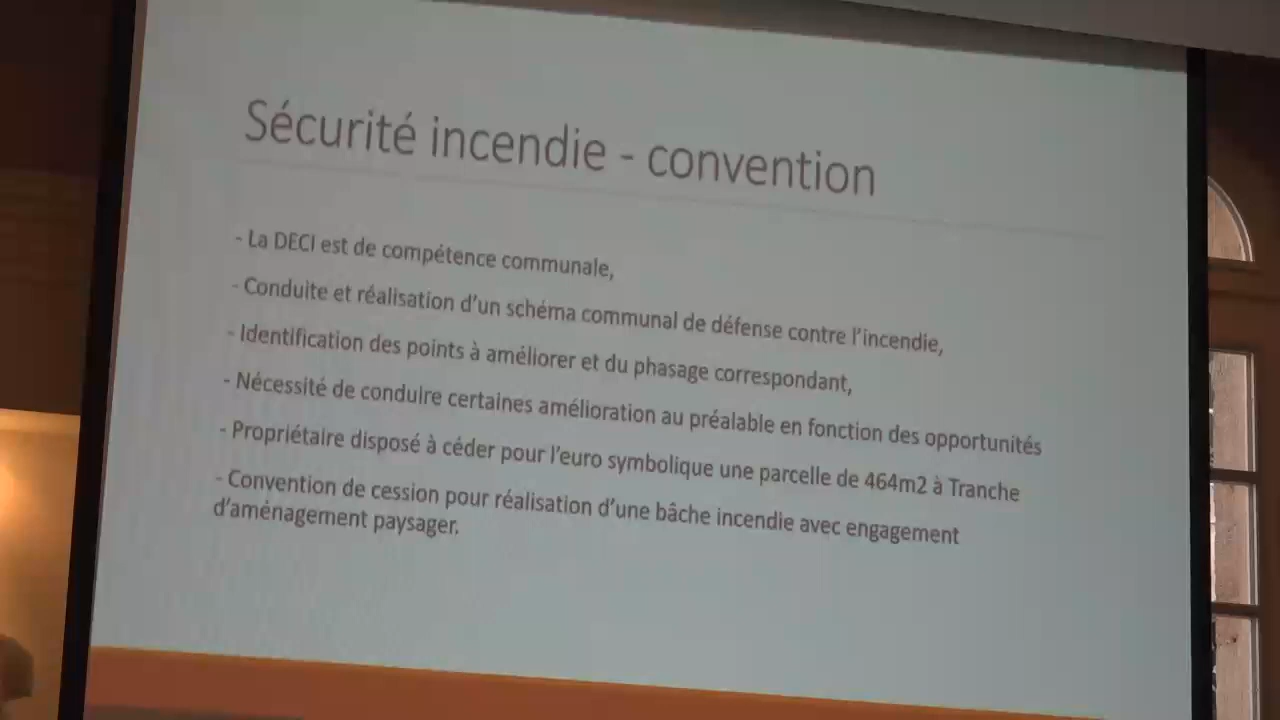 Sécurité incendie - convention
- La DECI est de compétence communale,
- Conduite et réalisation d'un schéma communal de défense contre l'incendie,
- Identification des points à améliorer et du phasage correspondant,
- Nécessité de conduire certaines amélioration au préalable en fonction des opportunités
- Propriétaire disposé à céder pour l'euro symbolique une parcelle de 464m2 à Tranche
- Convention de cession pour réalisation d'une bâche incendie avec engagement
d'aménagement paysager.